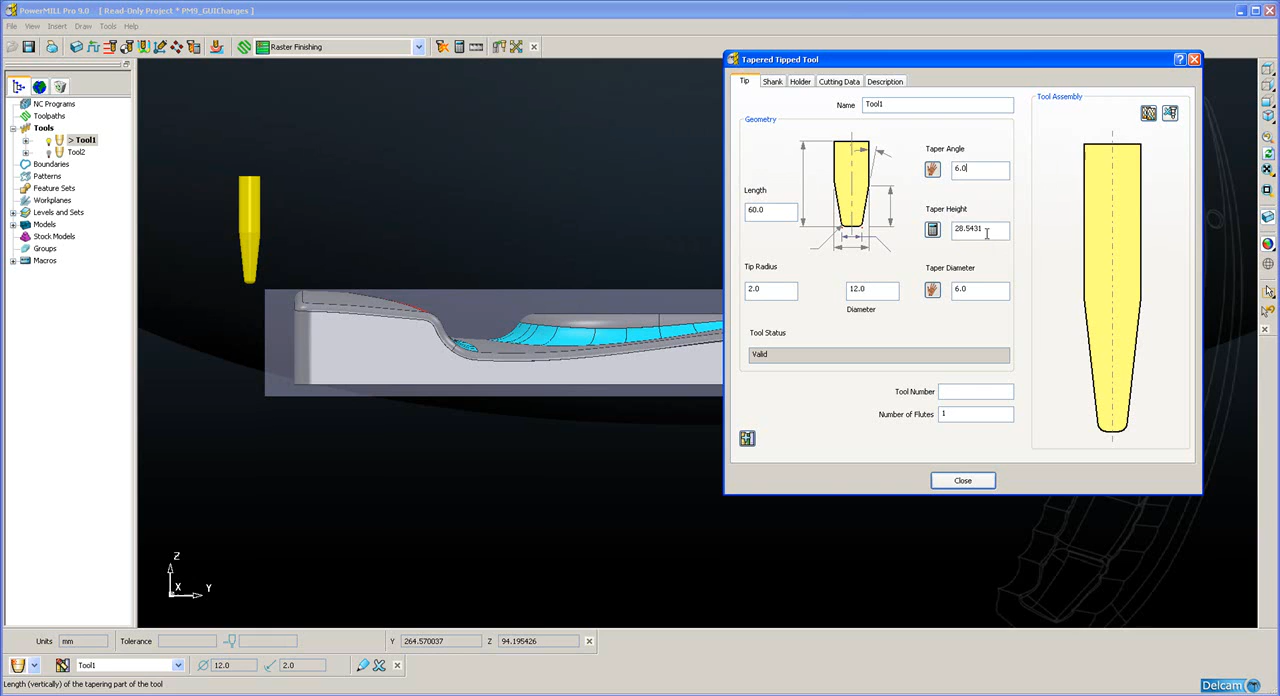 PowerMILL Pro 9.0 [ Read-Only Project * PM9_GUIChanges ]
File View Insert Draw Tools Help
Raster Finishing
NC Programs
Toolpaths
Tools
> Tool1
Tool2
Boundaries
Patterns
Feature Sets
Workplanes
Levels and Sets
Models
Stock Models
Groups
Macros
Tapered Tipped Tool
Tip Shank Holder Cutting Data Description
Name Tool1
Geometry
Length
60.0
Taper Angle
6.0
Taper Height
28.5431
Tip Radius
2.0
12.0
Diameter
Taper Diameter
6.0
Tool Status
Valid
Tool Number
Number of Flutes 1
Tool Assembly
Close
Z
X
Y
Units mm Tolerance Y 264.570037 Z 94.195426
Tool1 12.0 2.0
Length (vertically) of the tapering part of the tool
Delcam